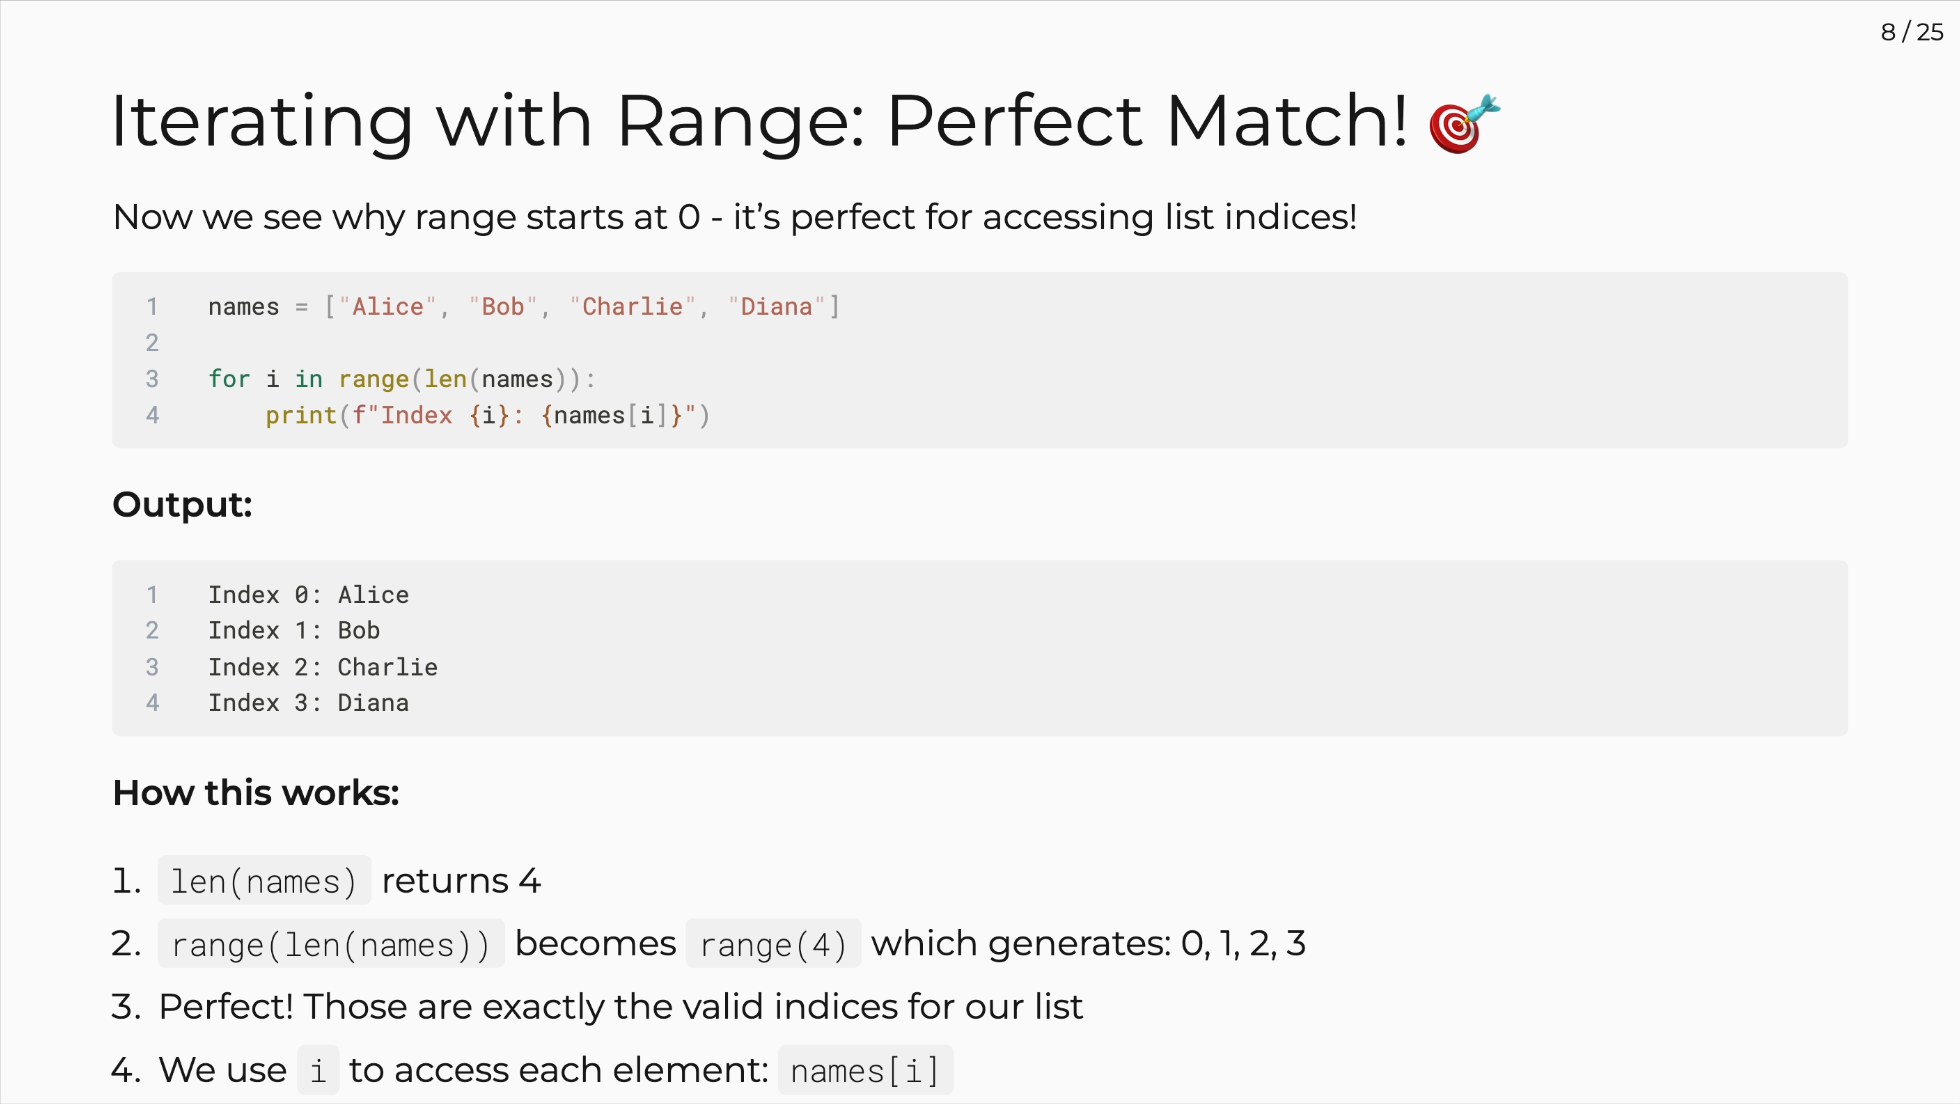 8 / 25
Iterating with Range: Perfect Match! 🎯
Now we see why range starts at 0 - it’s perfect for accessing list indices!
1 names = ["Alice", "Bob", "Charlie", "Diana"]
2
3 for i in range(len(names)):
4     print(f"Index {i}: {names[i]}")
Output:
1 Index 0: Alice
2 Index 1: Bob
3 Index 2: Charlie
4 Index 3: Diana
How this works:
1. len(names) returns 4
2. range(len(names)) becomes range(4) which generates: 0, 1, 2, 3
3. Perfect! Those are exactly the valid indices for our list
4. We use i to access each element: names[i]